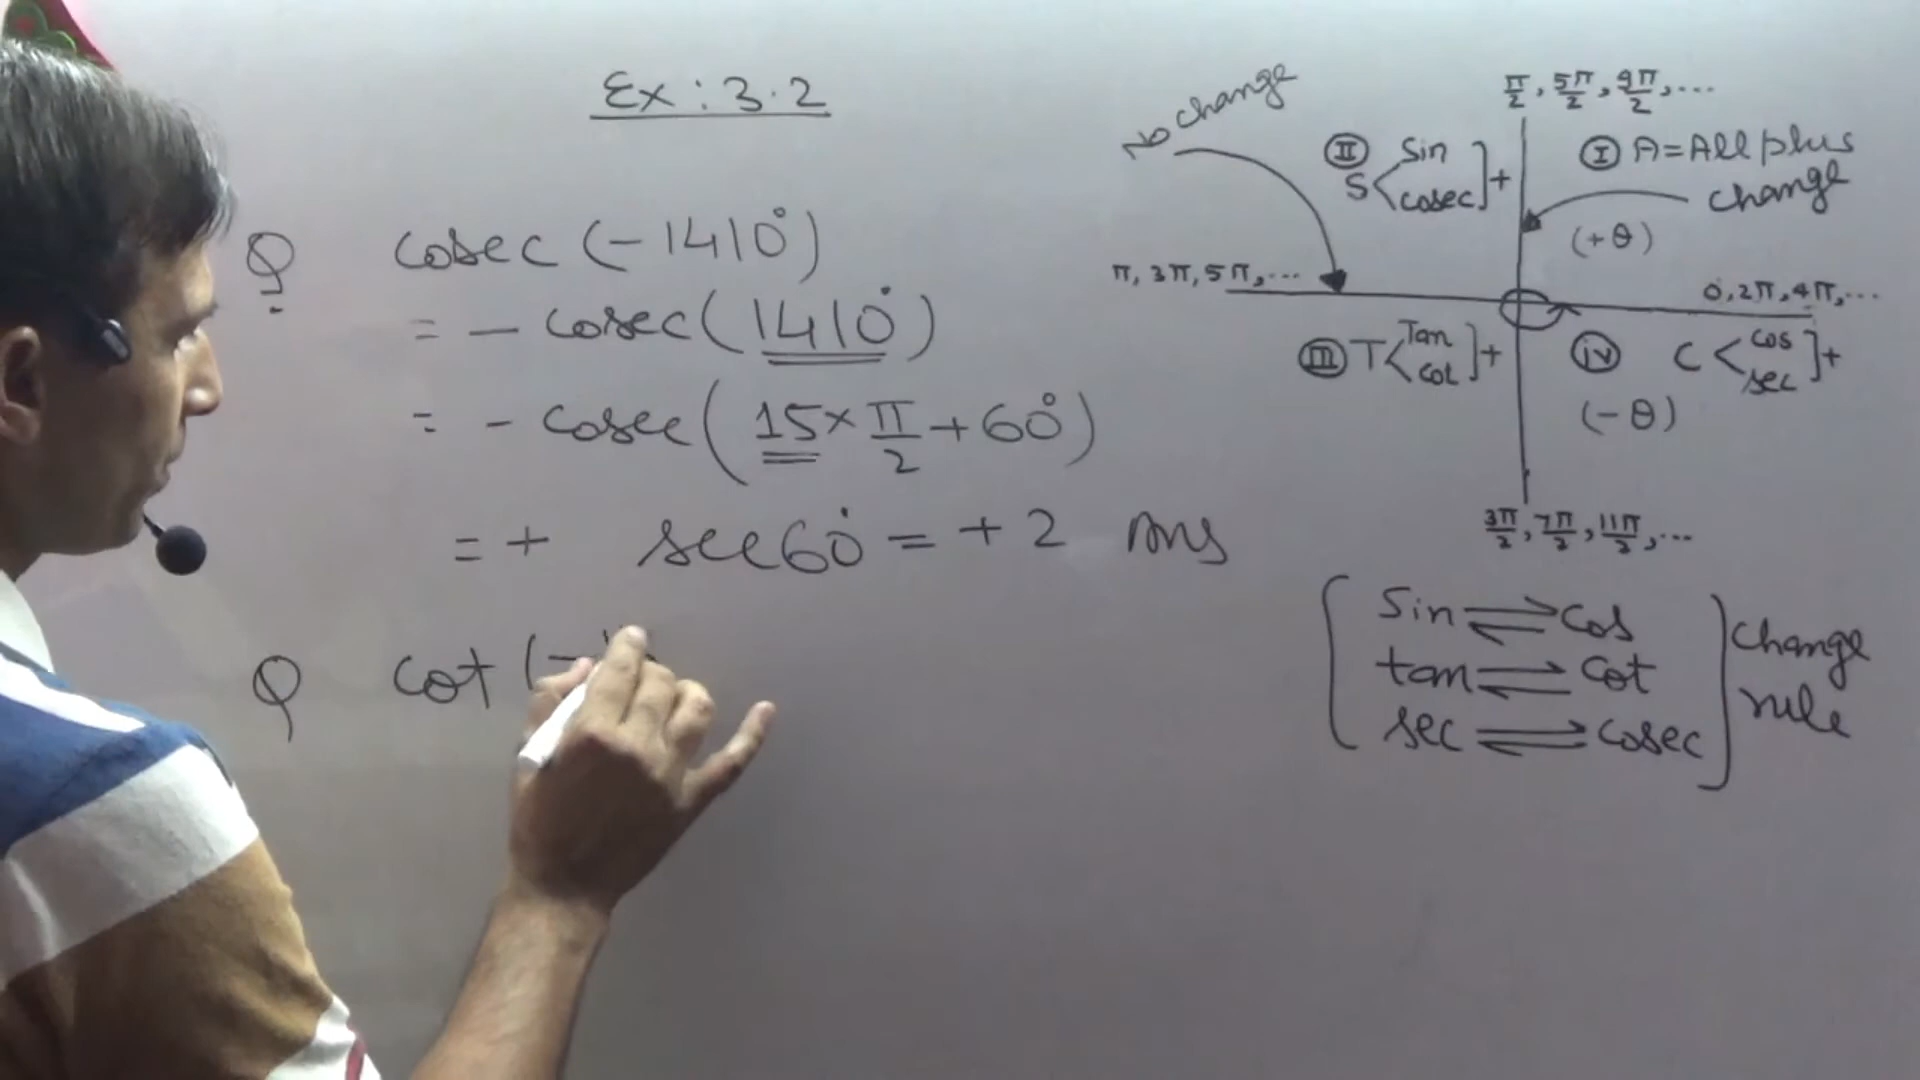 Ex : 3.2
Q cosec (-1410°)
= - cosec (1410°)
= - cosec (15 × π/2 + 60°)
= + sec 60° = + 2 Ans
Q cot (-
No change
π/2, 5π/2, 9π/2, ...
II S < Sin cosec ] +
I A = All plus
change
(+θ)
π, 3π, 5π, ...
0, 2π, 4π, ...
III T < Tan cot ] +
iv C < cos sec ] +
(-θ)
3π/2, 7π/2, 11π/2, ...
Sin ⇌ Cos
tan ⇌ Cot
sec ⇌ cosec
change
rule